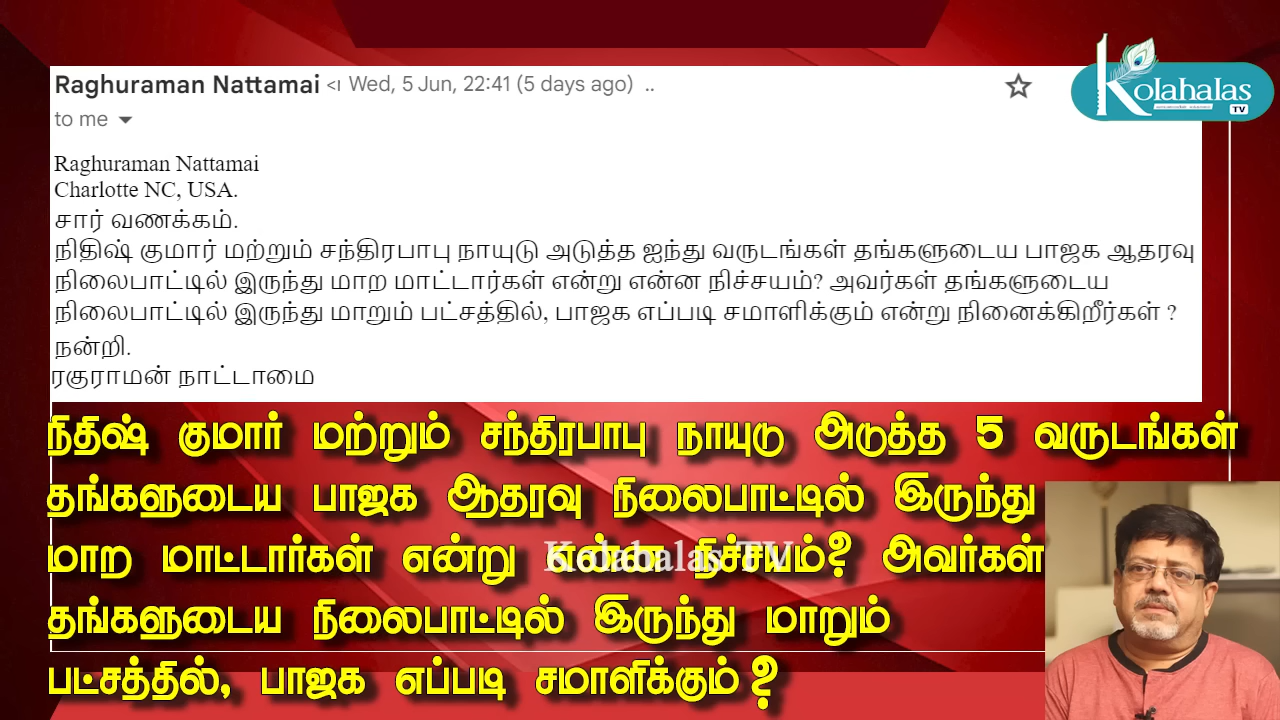 Raghuraman Nattamai <ı Wed, 5 Jun, 22:41 (5 days ago) ..
Kolahalas
TV
to me
Raghuraman Nattamai
Charlotte NC, USA.
சார் வணக்கம்.
நிதிஷ் குமார் மற்றும் சந்திரபாபு நாயுடு அடுத்த ஐந்து வருடங்கள் தங்களுடைய பாஜக ஆதரவு
நிலைபாட்டில் இருந்து மாற மாட்டார்கள் என்று என்ன நிச்சயம்? அவர்கள் தங்களுடைய
நிலைபாட்டில் இருந்து மாறும் பட்சத்தில், பாஜக எப்படி சமாளிக்கும் என்று நினைக்கிறீர்கள் ?
நன்றி.
ரகுராமன் நாட்டாமை
நிதிஷ் குமார் மற்றும் சந்திரபாபு நாயுடு அடுத்த 5 வருடங்கள்
தங்களுடைய பாஜக ஆதரவு நிலைபாட்டில் இருந்து
மாற மாட்டார்கள் என்று என்ன நிச்சயம்? அவர்கள்
Kolahalas TV
தங்களுடைய நிலைபாட்டில் இருந்து மாறும்
பட்சத்தில், பாஜக எப்படி சமாளிக்கும் ?